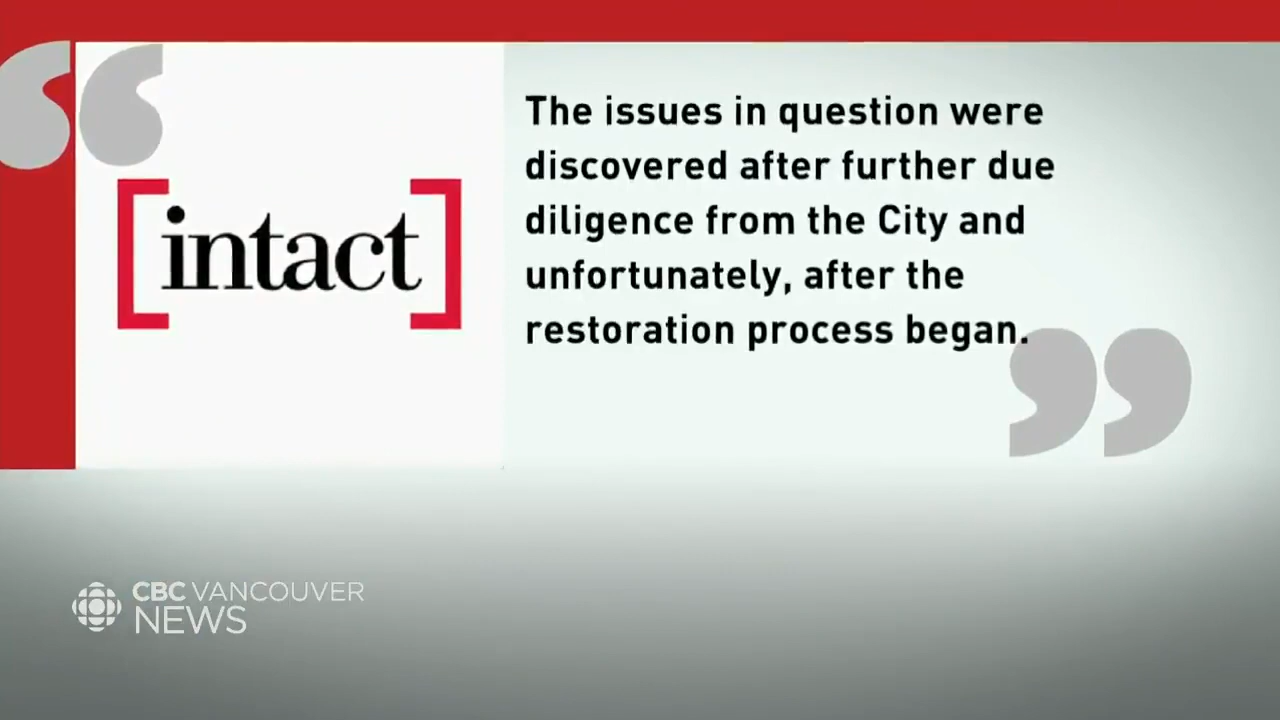 [intact]
The issues in question were
discovered after further due
diligence from the City and
unfortunately, after the
restoration process began.
CBC VANCOUVER
NEWS